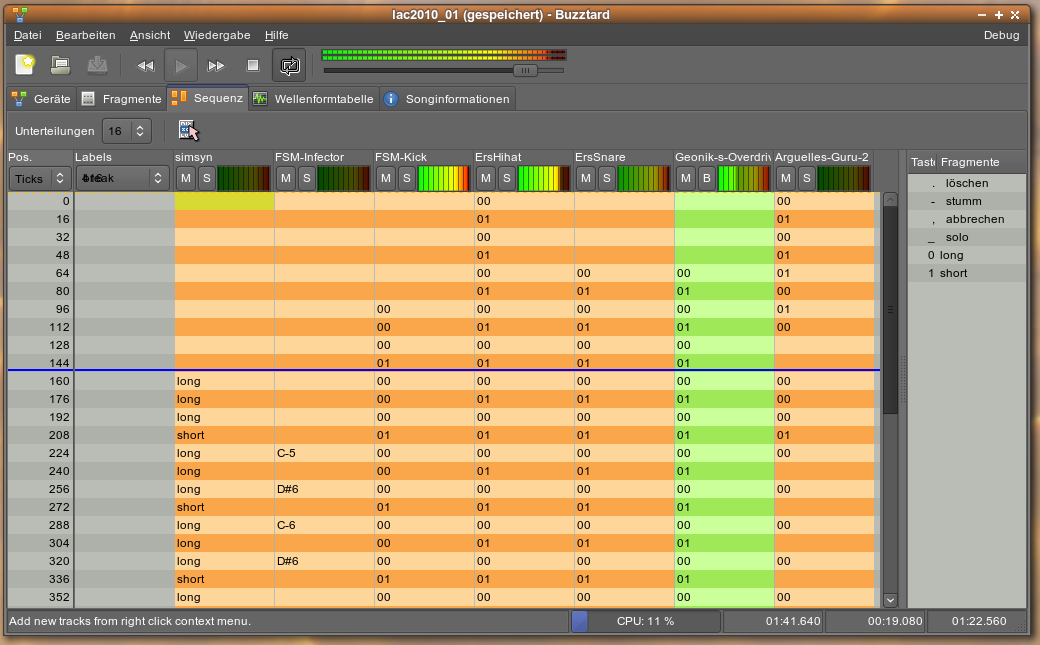 lac2010_01 (gespeichert) - Buzztard
Datei Bearbeiten Ansicht Wiedergabe Hilfe Debug
Geräte Fragmente Sequenz Wellenformtabelle Songinformationen
Unterteilungen 16
Pos. Labels simsyn FSM-Infector FSM-Kick ErsHihat ErsSnare Geonik-s-Overdriv Arguelles-Guru-2 Taste Fragmente
Ticks M S M S M S M S M S M B M S
0 00 00
16 01 01
32 00 00
48 01 01
64 00 00 00 01
80 01 01 01 00
96 00 00 00 00 01
112 00 01 01 01 00
128 00 00 00 00
144 01 01 01 01
160 long 00 00 00 00 00
176 long 00 01 01 01 00
192 long 00 00 00 00 00
208 short 01 01 01 01 01
224 long C-5 00 00 00 00 00
240 long 00 01 01 01
256 long D#6 00 00 00 00 00
272 short 01 01 01 01
288 long C-6 00 00 00 00 00
304 long 00 01 01 01
320 long D#6 00 00 00 00 00
336 short 01 01 01 01
352 long 00 00 00 00 00
. löschen
- stumm
, abbrechen
_ solo
0 long
1 short
Add new tracks from right click context menu. CPU: 11 % 01:41.640 00:19.080 01:22.560